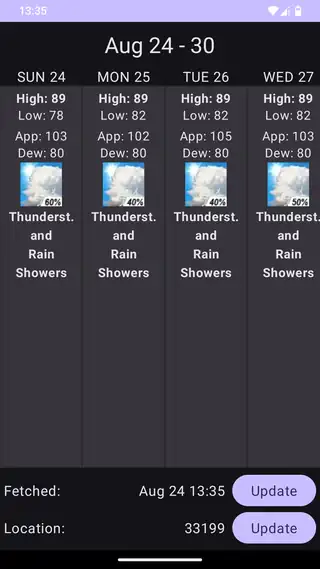 13:35
Aug 24 - 30
SUN 24 MON 25 TUE 26 WED 27
High: 89 High: 89 High: 89 High: 89
Low: 78 Low: 82 Low: 82 Low: 82
App: 103 App: 102 App: 105 App: 103
Dew: 80 Dew: 80 Dew: 80 Dew: 80
60% 40% 40% 50%
Thunderst. Thunderst. Thunderst. Thunderst.
and and and and
Rain Rain Rain Rain
Showers Showers Showers Showers
Fetched: Aug 24 13:35 Update
Location: 33199 Update